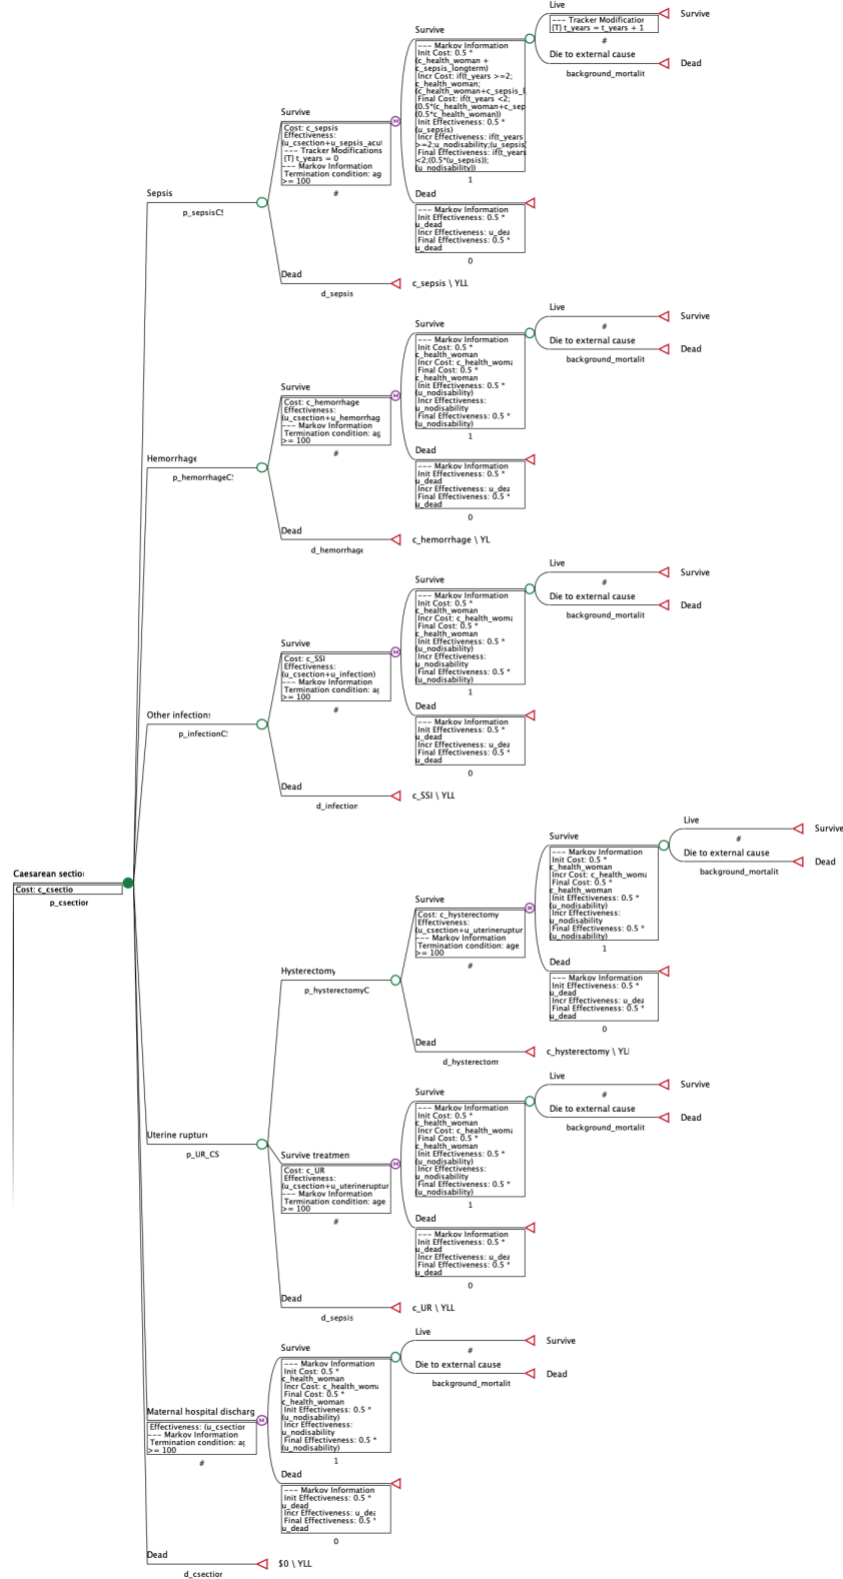 Live
--- Tracker Modification
{T} t_years = t_years + 1
#
Survive
Die to external cause
background_mortalit
Dead
Survive
--- Markov Information
Init Cost: 0.5 *
(c_health_woman +
c_sepsis_longterm)
Incr Cost: if(t_years >=2;
c_health_woman;
(c_health_woman+c_sepsis_l
Final Cost: if(t_years <2;
(0.5*(c_health_woman+c_sep
(0.5*c_health_woman))
Init Effectiveness: 0.5 *
(u_sepsis)
Incr Effectiveness: if(t_years
>=2;u_nodisability;(u_sepsis)
Final Effectiveness: if(t_years
<2;(0.5*(u_sepsis));
(u_nodisability))
1
Survive
Cost: c_sepsis
Effectiveness:
(u_csection+u_sepsis_acut
--- Tracker Modifications
{T} t_years = 0
--- Markov Information
Termination condition: ag
>= 100
#
Dead
--- Markov Information
Init Effectiveness: 0.5 *
u_dead
Incr Effectiveness: u_dea
Final Effectiveness: 0.5 *
u_dead
0
Sepsis
p_sepsisCS
Dead
d_sepsis
c_sepsis \ YLL
Live
#
Survive
Die to external cause
background_mortalit
Dead
Survive
--- Markov Information
Init Cost: 0.5 *
c_health_woman
Incr Cost: c_health_woma
Final Cost: 0.5 *
c_health_woman
Init Effectiveness: 0.5 *
(u_nodisability)
Incr Effectiveness:
u_nodisability
Final Effectiveness: 0.5 *
(u_nodisability)
1
Survive
Cost: c_hemorrhage
Effectiveness:
(u_csection+u_hemorrhag
--- Markov Information
Termination condition: ag
>= 100
#
Dead
--- Markov Information
Init Effectiveness: 0.5 *
u_dead
Incr Effectiveness: u_dea
Final Effectiveness: 0.5 *
u_dead
0
Hemorrhage
p_hemorrhageC
Dead
d_hemorrhage
c_hemorrhage \ YL
Live
#
Survive
Die to external cause
background_mortalit
Dead
Survive
--- Markov Information
Init Cost: 0.5 *
c_health_woman
Incr Cost: c_health_woma
Final Cost: 0.5 *
c_health_woman
Init Effectiveness: 0.5 *
(u_nodisability)
Incr Effectiveness:
u_nodisability
Final Effectiveness: 0.5 *
(u_nodisability)
1
Survive
Cost: c_SSI
Effectiveness:
(u_csection+u_infection)
--- Markov Information
Termination condition: ag
>= 100
#
Dead
--- Markov Information
Init Effectiveness: 0.5 *
u_dead
Incr Effectiveness: u_dea
Final Effectiveness: 0.5 *
u_dead
0
Other infections
p_infectionC
Dead
d_infection
c_SSI \ YLL
Live
#
Survive
Die to external cause
background_mortalit
Dead
Survive
--- Markov Information
Init Cost: 0.5 *
c_health_woman
Incr Cost: c_health_woma
Final Cost: 0.5 *
c_health_woman
Init Effectiveness: 0.5 *
(u_nodisability)
Incr Effectiveness:
u_nodisability
Final Effectiveness: 0.5 *
(u_nodisability)
1
Caesarean sectio
Cost: c_csectio
p_csection
Survive
Cost: c_hysterectomy
Effectiveness:
(u_csection+u_uterineruptur
--- Markov Information
Termination condition: age
>= 100
#
Dead
--- Markov Information
Init Effectiveness: 0.5 *
u_dead
Incr Effectiveness: u_dea
Final Effectiveness: 0.5 *
u_dead
0
Hysterectomy
p_hysterectomyC
Dead
d_hysterectom
c_hysterectomy \ YLl
Live
#
Survive
Die to external cause
background_mortalit
Dead
Survive
--- Markov Information
Init Cost: 0.5 *
c_health_woman
Incr Cost: c_health_woma
Final Cost: 0.5 *
c_health_woman
Init Effectiveness: 0.5 *
(u_nodisability)
Incr Effectiveness:
u_nodisability
Final Effectiveness: 0.5 *
(u_nodisability)
1
Uterine rupture
p_UR_CS
Survive treatmen
Cost: c_UR
Effectiveness:
(u_csection+u_uterineruptur
--- Markov Information
Termination condition: age
>= 100
#
Dead
--- Markov Information
Init Effectiveness: 0.5 *
u_dead
Incr Effectiveness: u_dea
Final Effectiveness: 0.5 *
u_dead
0
Dead
d_sepsis
c_UR \ YLL
Live
#
Survive
Die to external cause
background_mortalit
Dead
Survive
--- Markov Information
Init Cost: 0.5 *
c_health_woman
Incr Cost: c_health_woma
Final Cost: 0.5 *
c_health_woman
Init Effectiveness: 0.5 *
(u_nodisability)
Incr Effectiveness:
u_nodisability
Final Effectiveness: 0.5 *
(u_nodisability)
1
Maternal hospital discharg
Effectiveness: (u_csection
--- Markov Information
Termination condition: ag
>= 100
#
Dead
--- Markov Information
Init Effectiveness: 0.5 *
u_dead
Incr Effectiveness: u_dea
Final Effectiveness: 0.5 *
u_dead
0
Dead
d_csection
$0 \ YLL